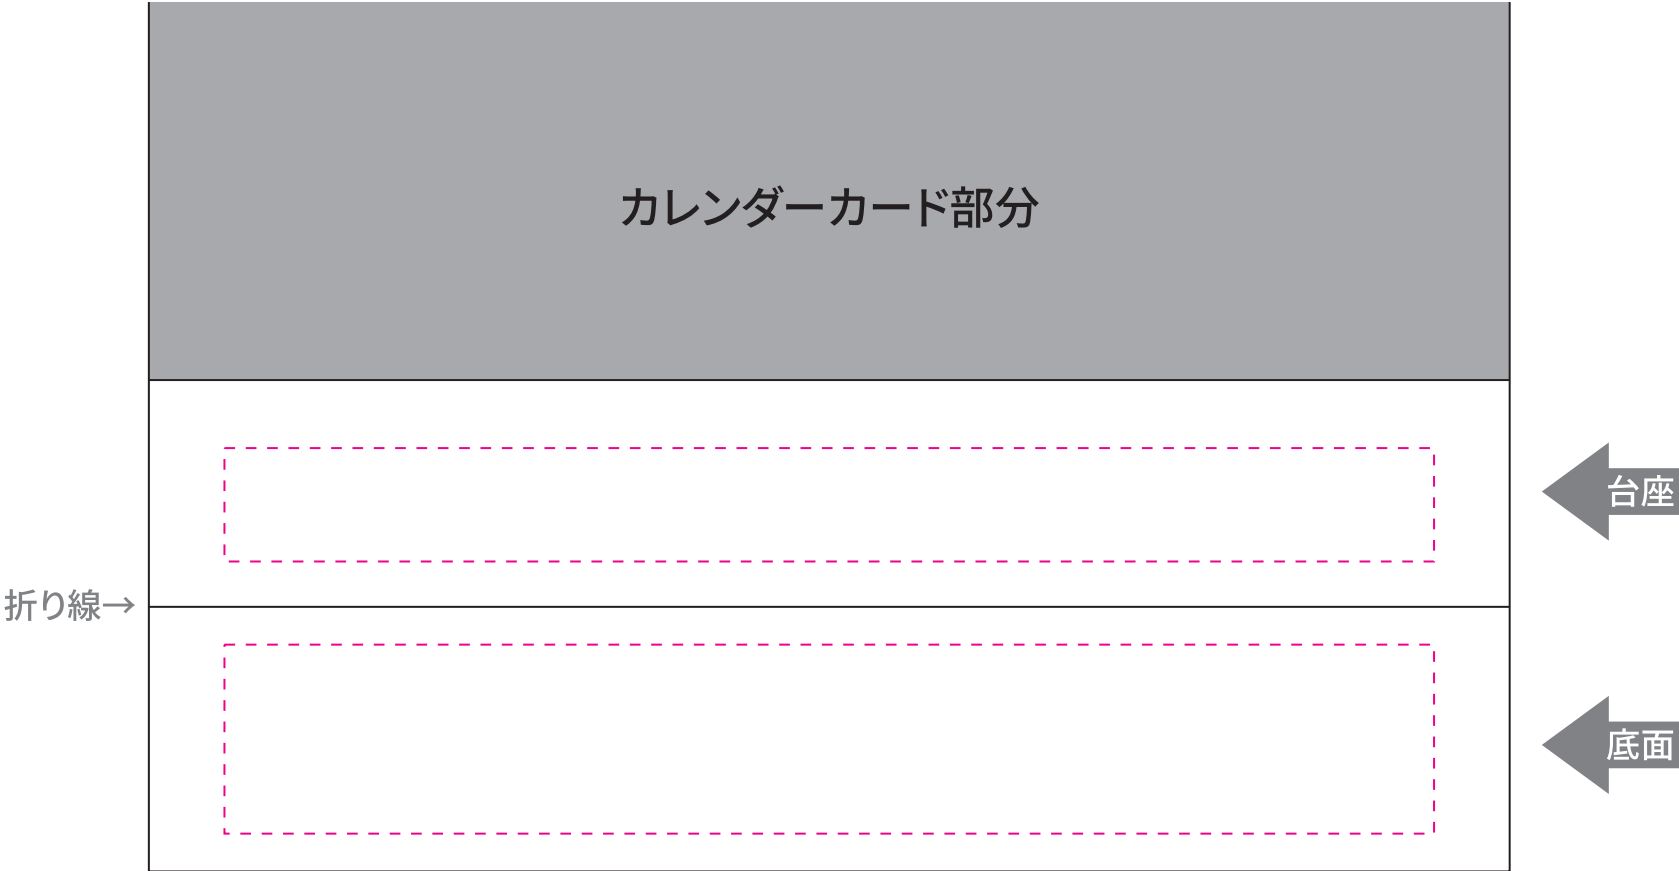 カレンダーカード部分
台座
折り線→
底面